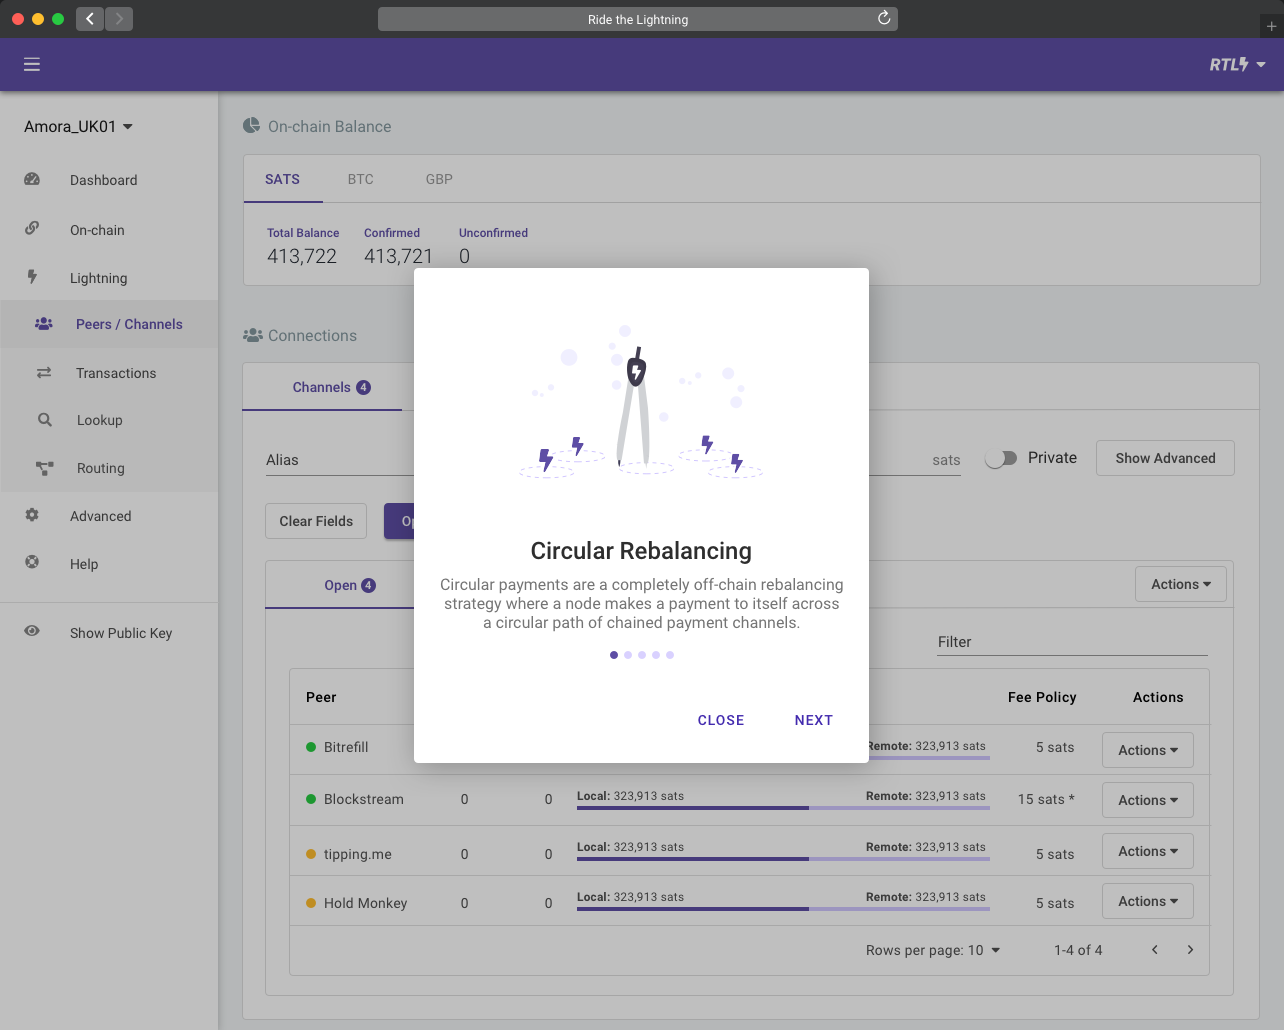 Ride the Lightning
RTL
Amora_UK01
Dashboard
On-chain
Lightning
Peers / Channels
Transactions
Lookup
Routing
Advanced
Help
Show Public Key
On-chain Balance
SATS BTC GBP
Total Balance Confirmed Unconfirmed
413,722 413,721 0
Connections
Channels 4
Alias sats Private Show Advanced
Clear Fields
Open 4 Actions
Filter
Peer Fee Policy Actions
Bitrefill Remote: 323,913 sats 5 sats Actions
Blockstream 0 0 Local: 323,913 sats Remote: 323,913 sats 15 sats * Actions
tipping.me 0 0 Local: 323,913 sats Remote: 323,913 sats 5 sats Actions
Hold Monkey 0 0 Local: 323,913 sats Remote: 323,913 sats 5 sats Actions
Rows per page: 10 1-4 of 4
Circular Rebalancing
Circular payments are a completely off-chain rebalancing
strategy where a node makes a payment to itself across
a circular path of chained payment channels.
CLOSE NEXT